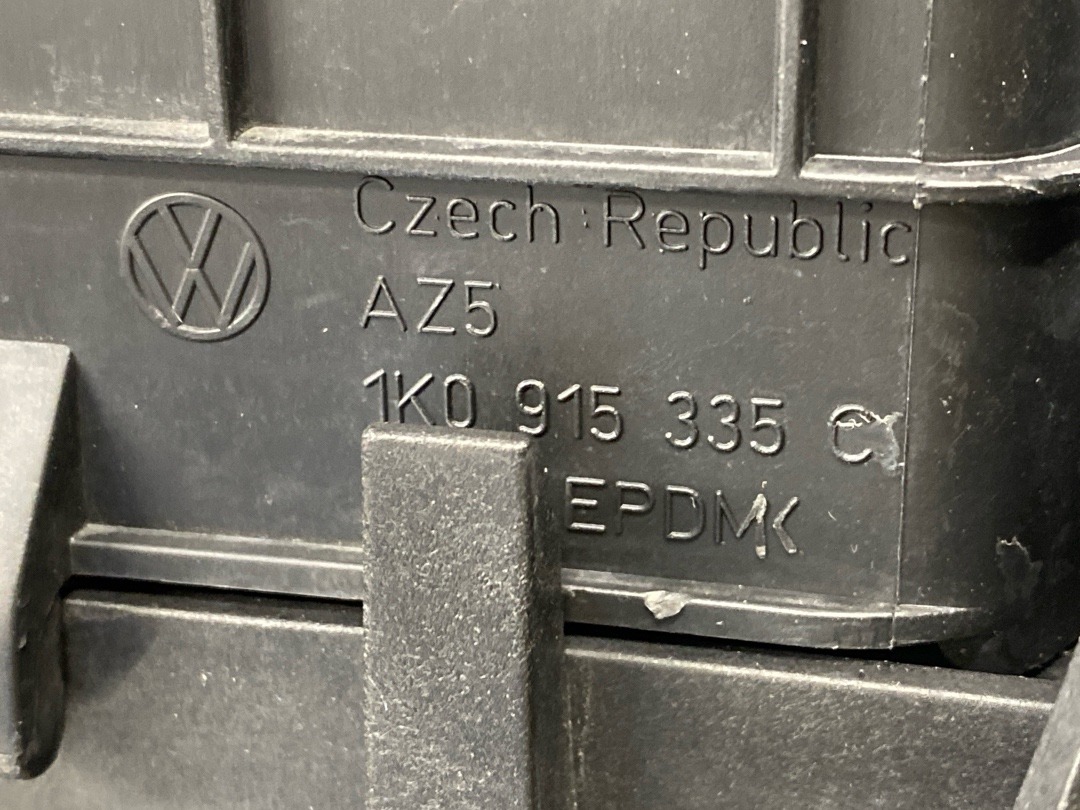 Czech Republic
AZ5
1K0 915 335 C
EPDM<